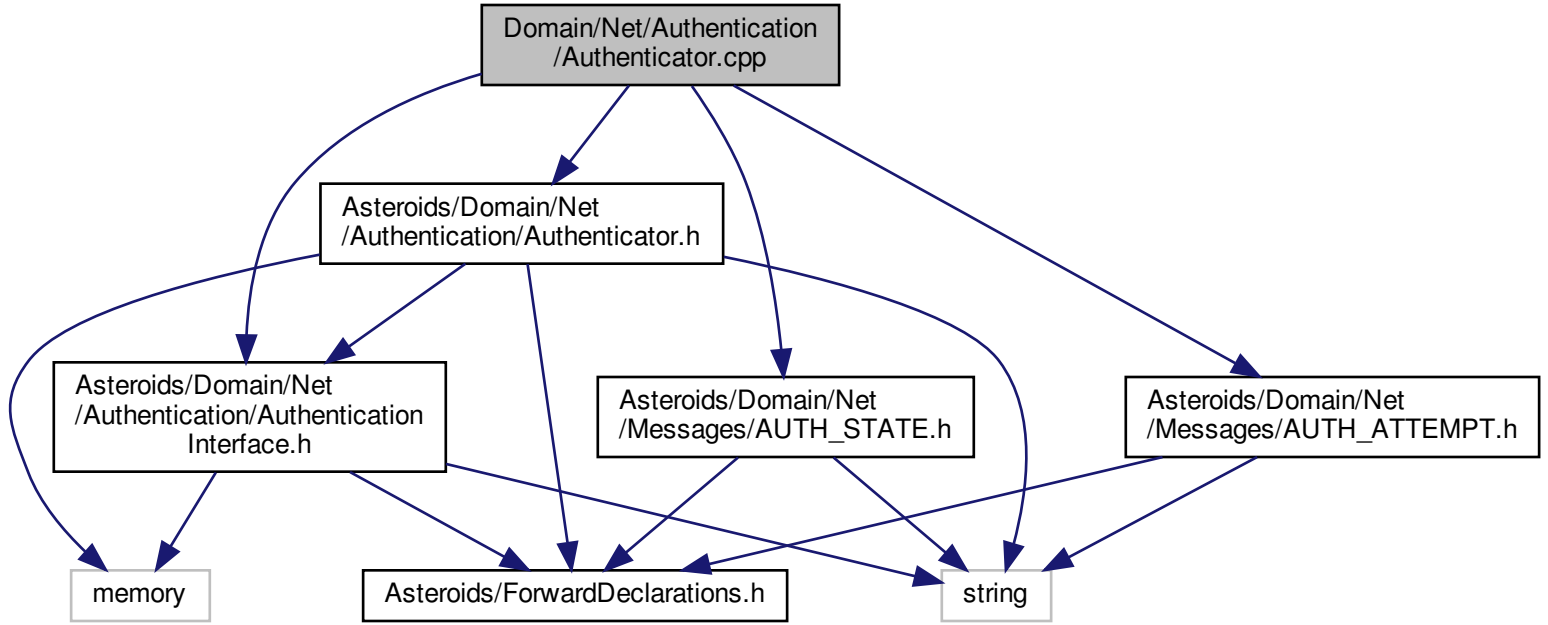 Domain/Net/Authentication
/Authenticator.cpp
Asteroids/Domain/Net
/Authentication/Authenticator.h
Asteroids/Domain/Net
/Authentication/Authentication
Interface.h
Asteroids/Domain/Net
/Messages/AUTH_STATE.h
Asteroids/Domain/Net
/Messages/AUTH_ATTEMPT.h
memory
Asteroids/ForwardDeclarations.h
string